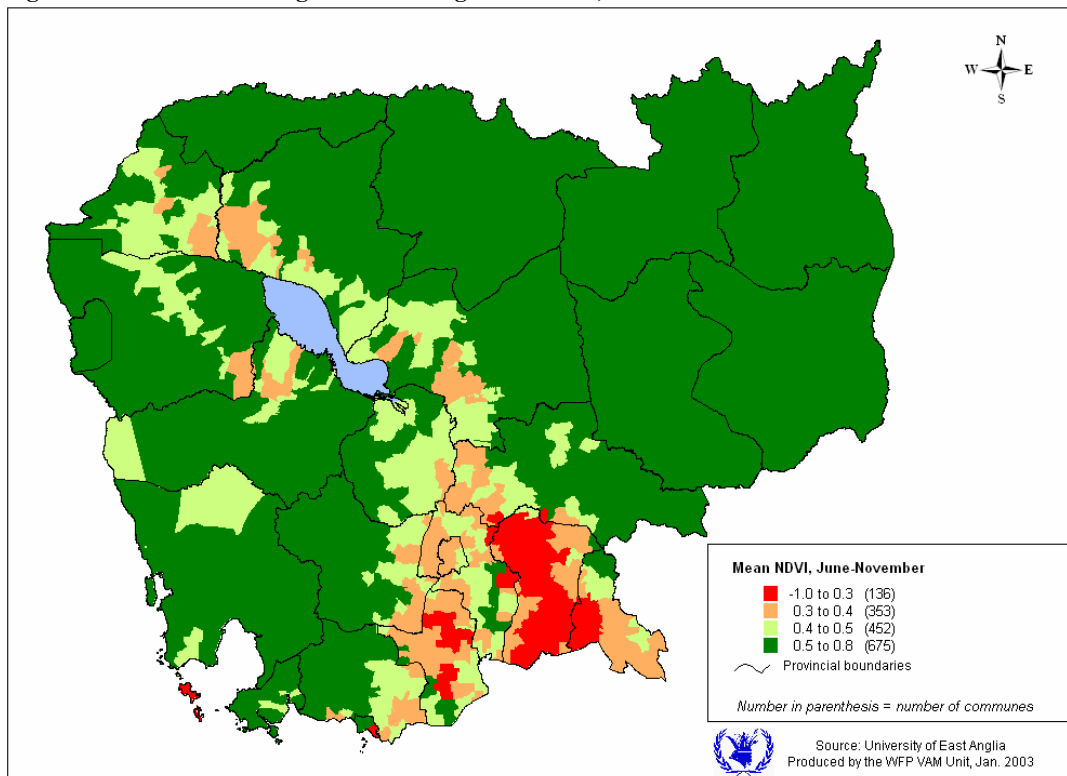 N
W E
S
Mean NDVI, June-November
-1.0 to 0.3 (136)
0.3 to 0.4 (353)
0.4 to 0.5 (452)
0.5 to 0.8 (675)
Provincial boundaries
Number in parenthesis = number of communes
Source: University of East Anglia
Produced by the WFP VAM Unit, Jan. 2003